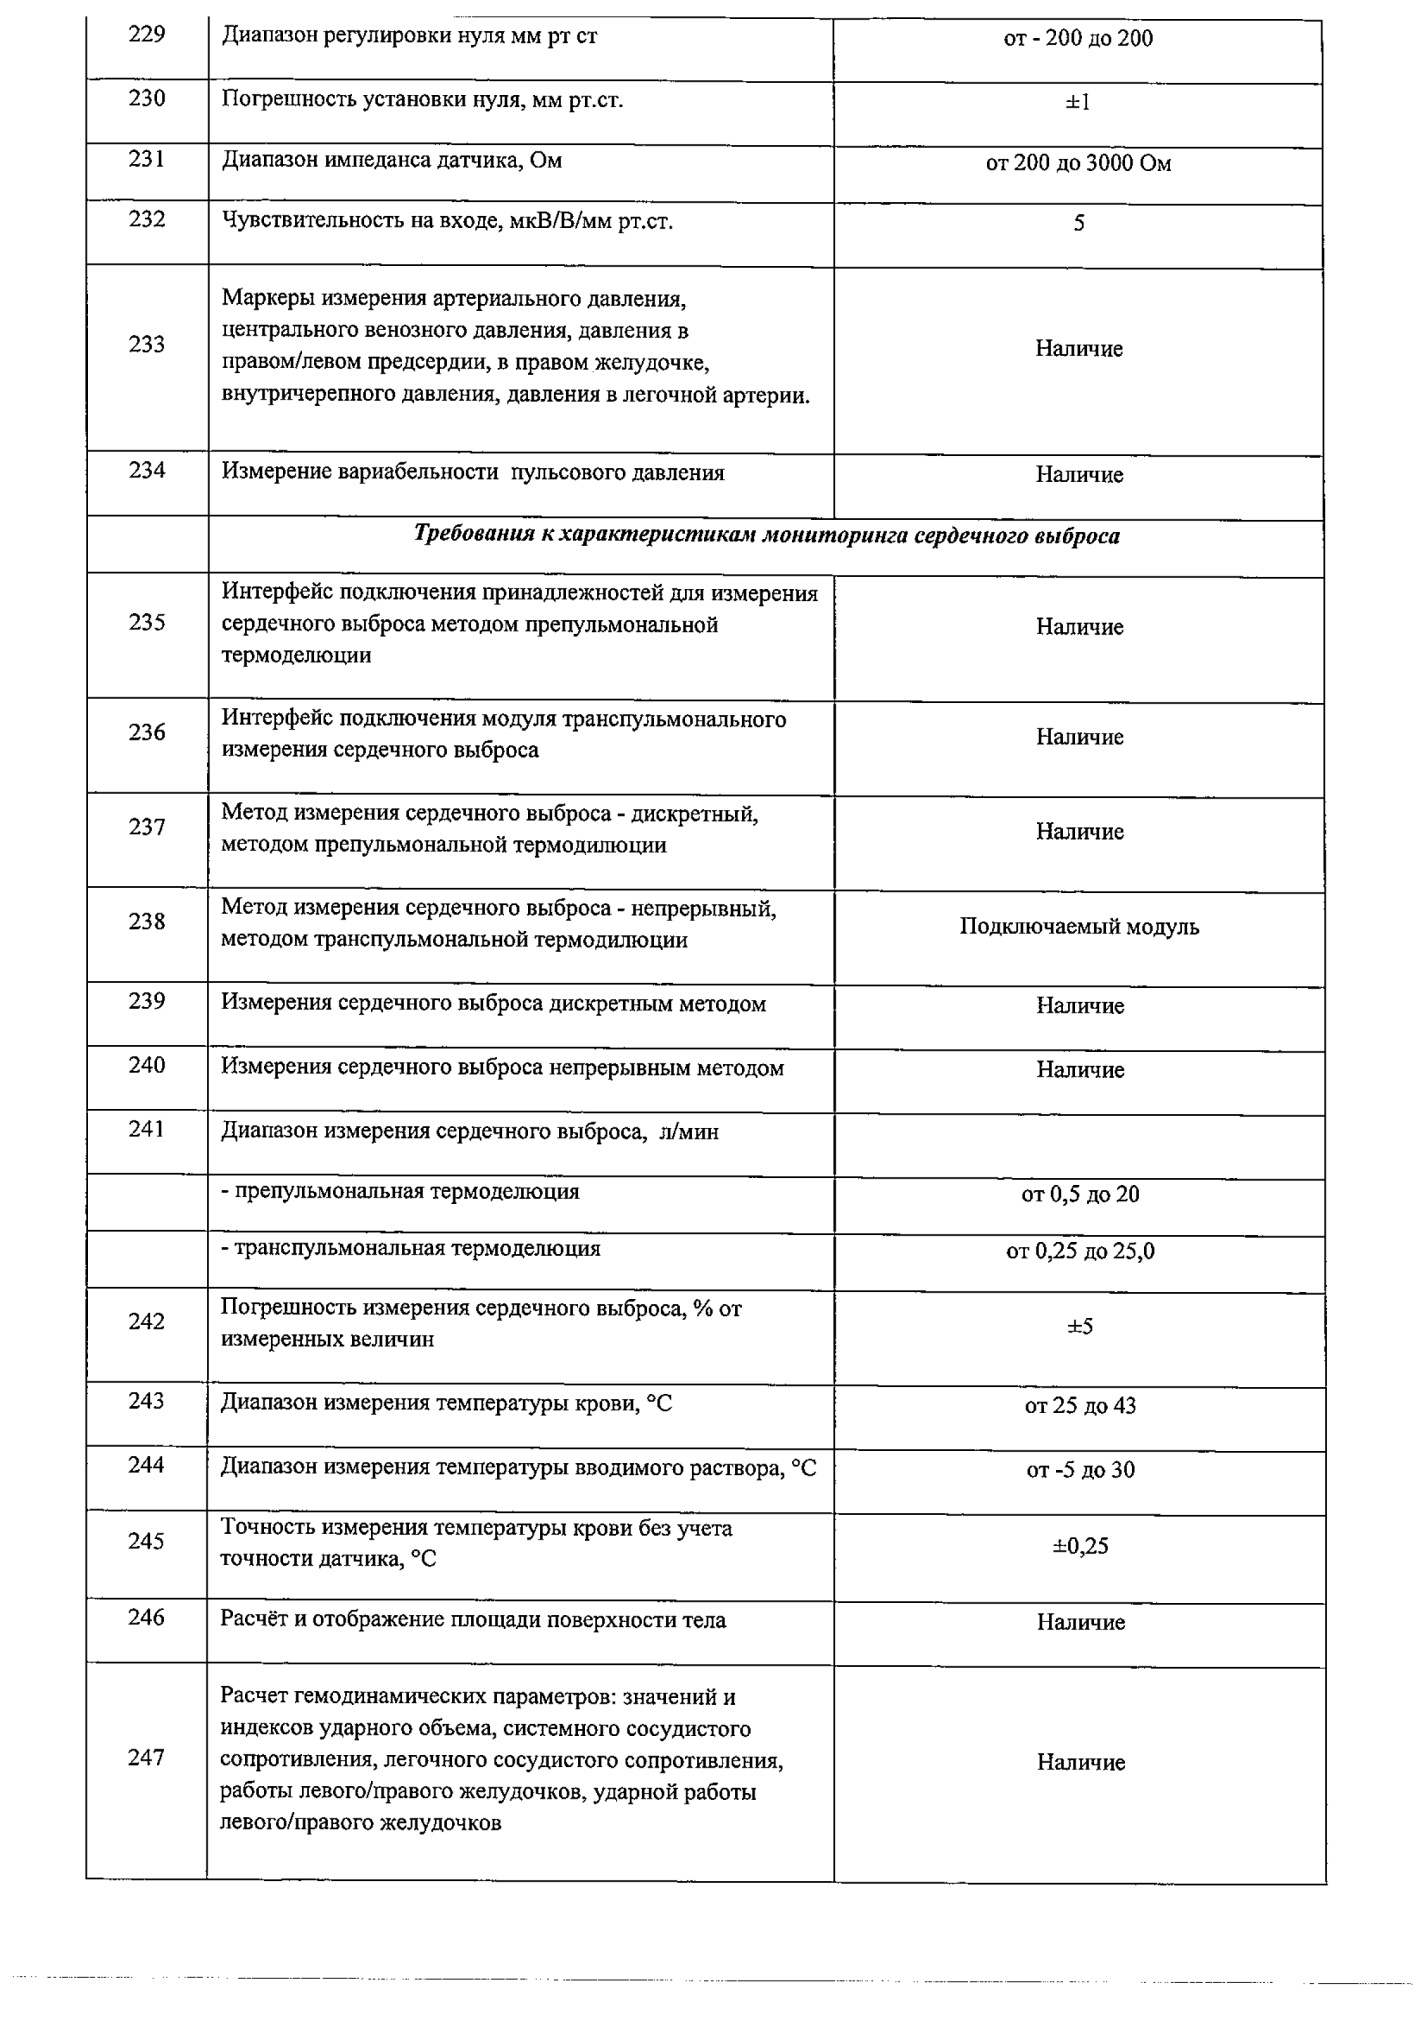 229 Диапазон регулировки нуля мм рт ст от - 200 до 200
230 Погрешность установки нуля, мм рт.ст. ±1
231 Диапазон импеданса датчика, Ом от 200 до 3000 Ом
232 Чувствительность на входе, мкВ/В/мм рт.ст. 5
233
Маркеры измерения артериального давления,
центрального венозного давления, давления в
правом/левом предсердии, в правом желудочке,
внутричерепного давления, давления в легочной артерии.
Наличие
234 Измерение вариабельности пульсового давления Наличие
Требования к характеристикам мониторинга сердечного выброса
235
Интерфейс подключения принадлежностей для измерения
сердечного выброса методом препульмональной
термоделюции
Наличие
236
Интерфейс подключения модуля транспульмонального
измерения сердечного выброса
Наличие
237
Метод измерения сердечного выброса - дискретный,
методом препульмональной термодилюции
Наличие
238
Метод измерения сердечного выброса - непрерывный,
методом транспульмональной термодилюции
Подключаемый модуль
239 Измерения сердечного выброса дискретным методом Наличие
240 Измерения сердечного выброса непрерывным методом Наличие
241 Диапазон измерения сердечного выброса, л/мин
- препульмональная термоделюция от 0,5 до 20
- транспульмональная термоделюция от 0,25 до 25,0
242
Погрешность измерения сердечного выброса, % от
измеренных величин
±5
243 Диапазон измерения температуры крови, °С от 25 до 43
244 Диапазон измерения температуры вводимого раствора, °С от -5 до 30
245
Точность измерения температуры крови без учета
точности датчика, °С
±0,25
246 Расчёт и отображение площади поверхности тела Наличие
247
Расчет гемодинамических параметров: значений и
индексов ударного объема, системного сосудистого
сопротивления, легочного сосудистого сопротивления,
работы левого/правого желудочков, ударной работы
левого/правого желудочков
Наличие